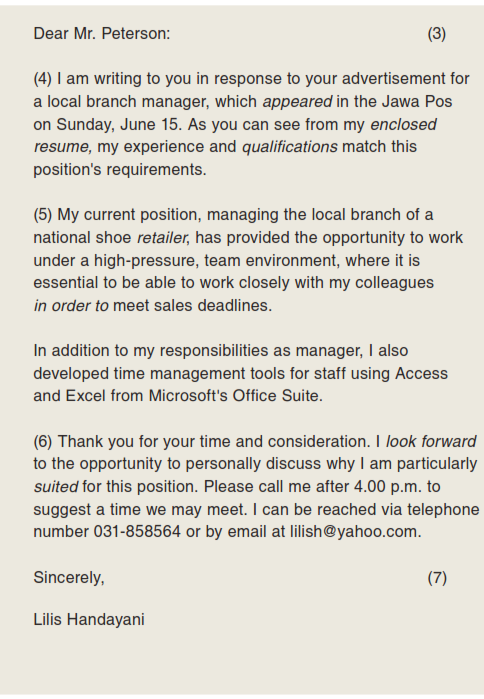 Dear Mr. Peterson: (3)
(4) I am writing to you in response to your advertisement for
a local branch manager, which appeared in the Jawa Pos
on Sunday, June 15. As you can see from my enclosed
resume, my experience and qualifications match this
position's requirements.
(5) My current position, managing the local branch of a
national shoe retailer, has provided the opportunity to work
under a high-pressure, team environment, where it is
essential to be able to work closely with my colleagues
in order to meet sales deadlines.
In addition to my responsibilities as manager, I also
developed time management tools for staff using Access
and Excel from Microsoft's Office Suite.
(6) Thank you for your time and consideration. I look forward
to the opportunity to personally discuss why I am particularly
suited for this position. Please call me after 4.00 p.m. to
suggest a time we may meet. I can be reached via telephone
number 031-858564 or by email at lilish@yahoo.com.
Sincerely, (7)
Lilis Handayani